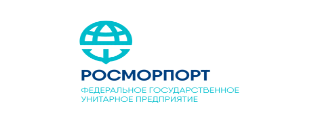 РОСМОРПОРТ
ФЕДЕРАЛЬНОЕ ГОСУДАРСТВЕННОЕ
УНИТАРНОЕ ПРЕДПРИЯТИЕ